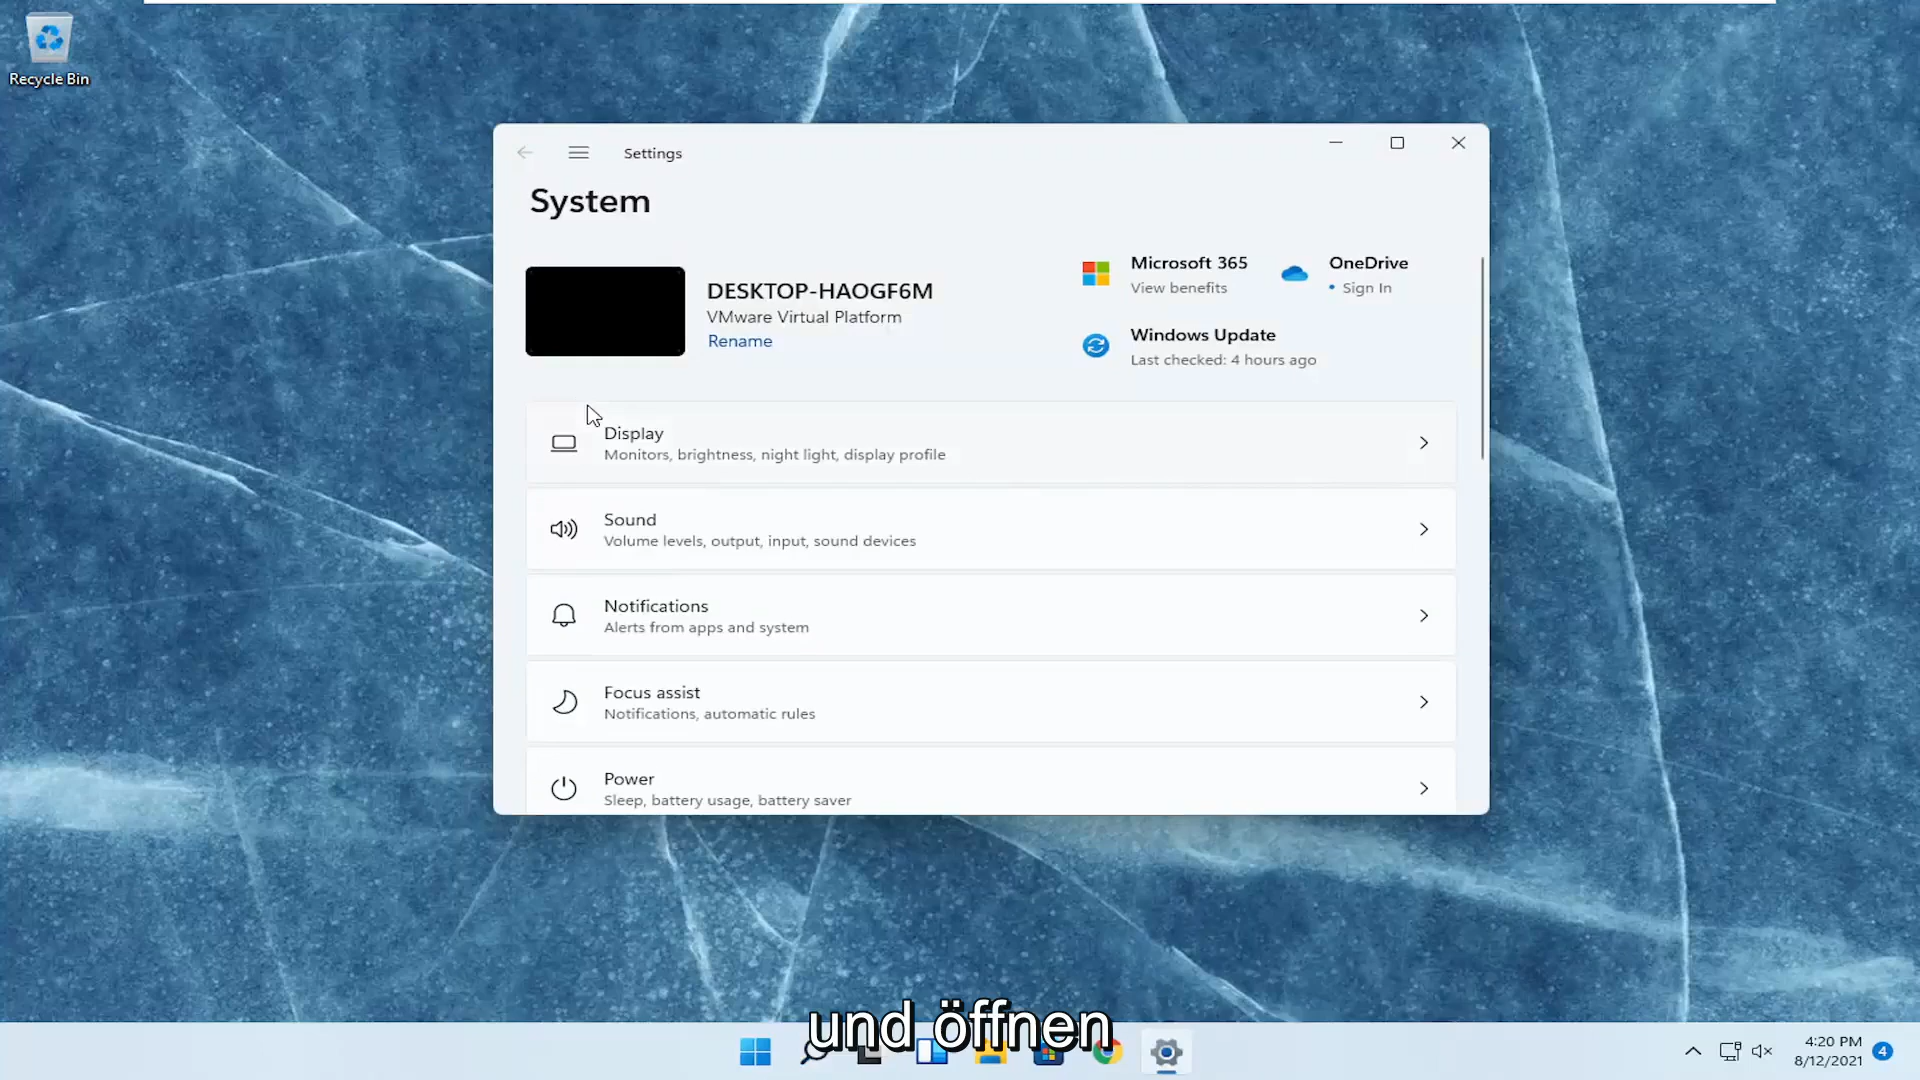 Recycle Bin
Settings
System
DESKTOP-HAOGF6M
VMware Virtual Platform
Rename
Microsoft 365
View benefits
OneDrive
• Sign In
Windows Update
Last checked: 4 hours ago
Display
Monitors, brightness, night light, display profile
Sound
Volume levels, output, input, sound devices
Notifications
Alerts from apps and system
Focus assist
Notifications, automatic rules
Power
Sleep, battery usage, battery saver
und öffnen
4:20 PM
8/12/2021
4